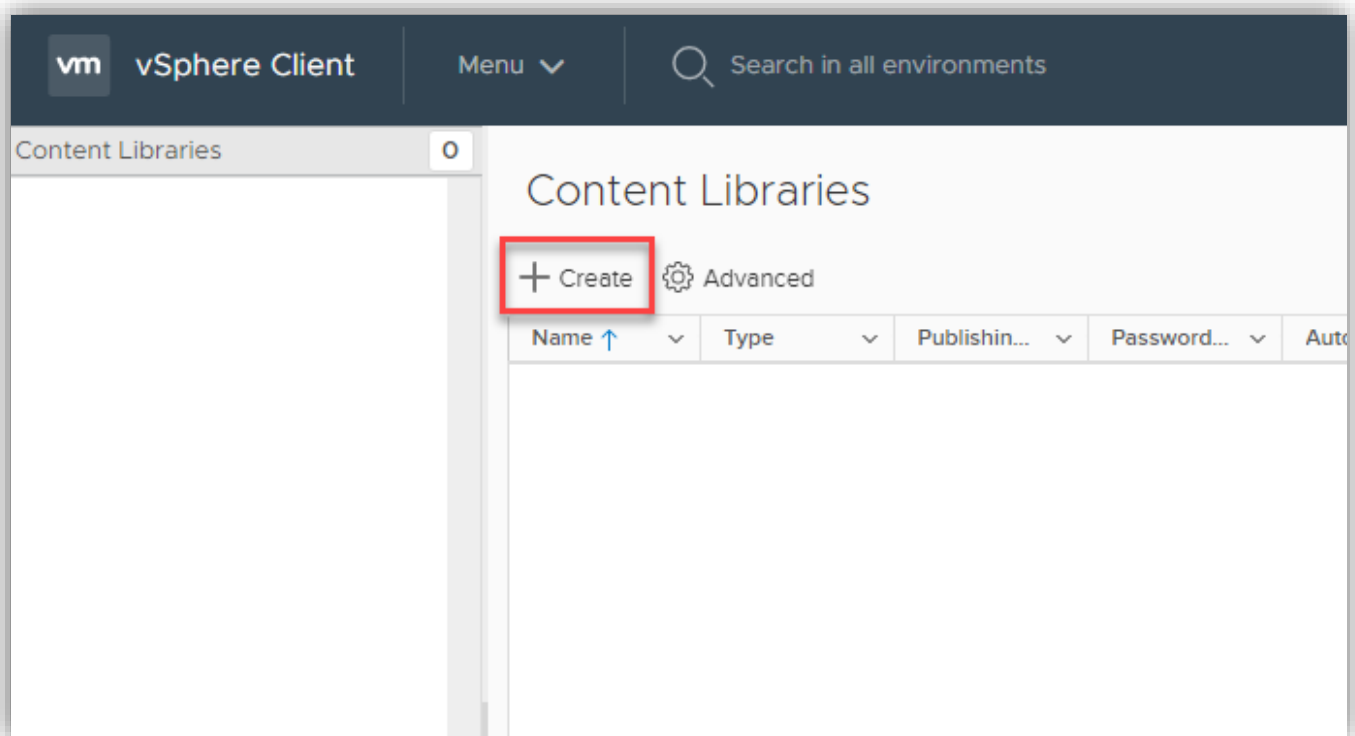 vm vSphere Client Menu Search in all environments
Content Libraries 0
Content Libraries
+ Create Advanced
Name ↑ Type Publishin... Password... Auto